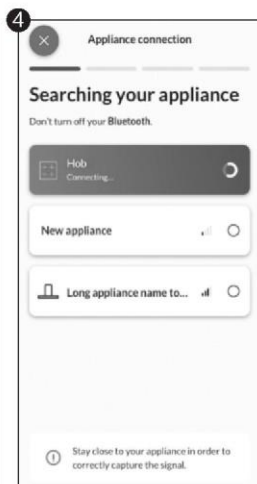 4
Appliance connection
Searching your appliance
Don't turn off your Bluetooth.
Hob
Connecting...
New appliance
Long appliance name to...
Stay close to your appliance in order to
correctly capture the signal.